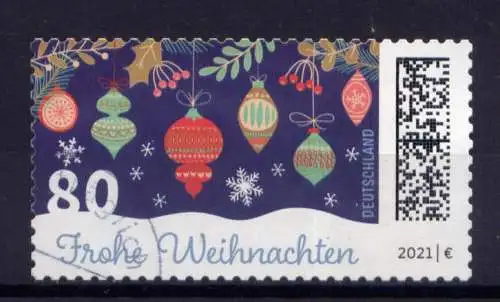 80
DEUTSCHLAND
Frohe Weihnachten
2021 | €